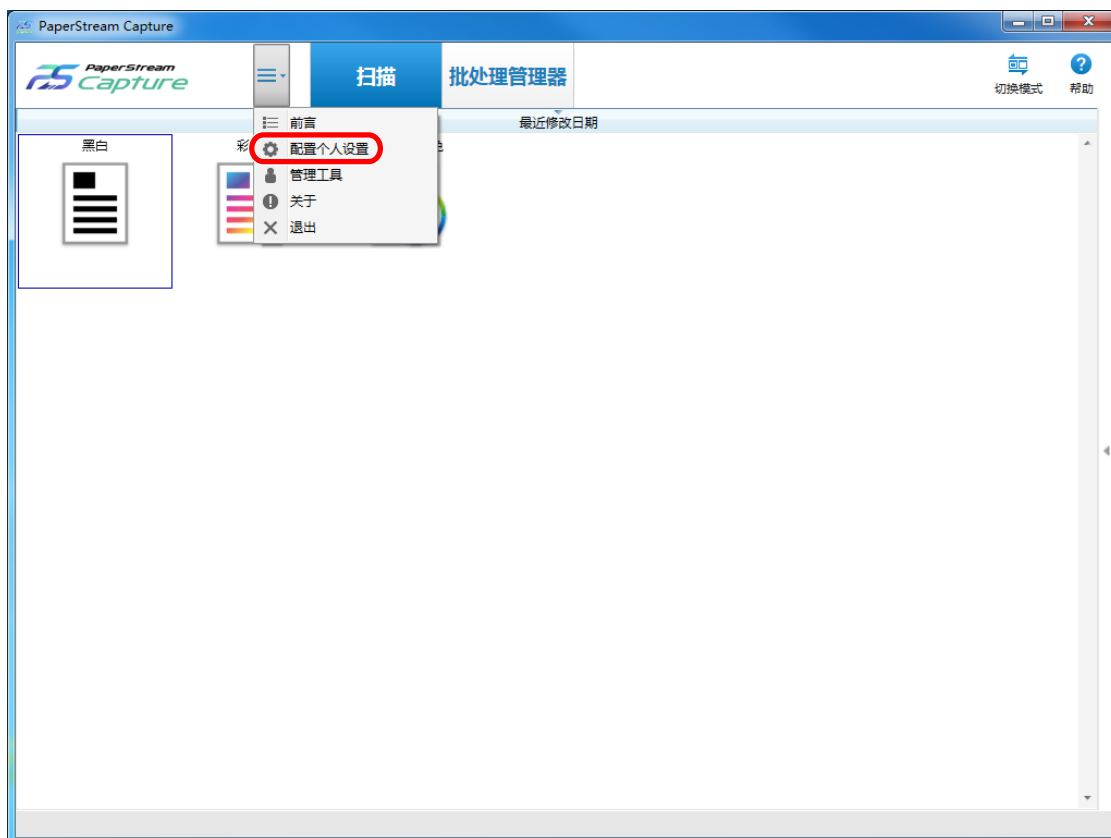 PaperStream Capture
PaperStream
Capture
扫描
批处理管理器
切换模式
帮助
最近修改日期
黑白
彩
前言
配置个人设置
管理工具
关于
退出